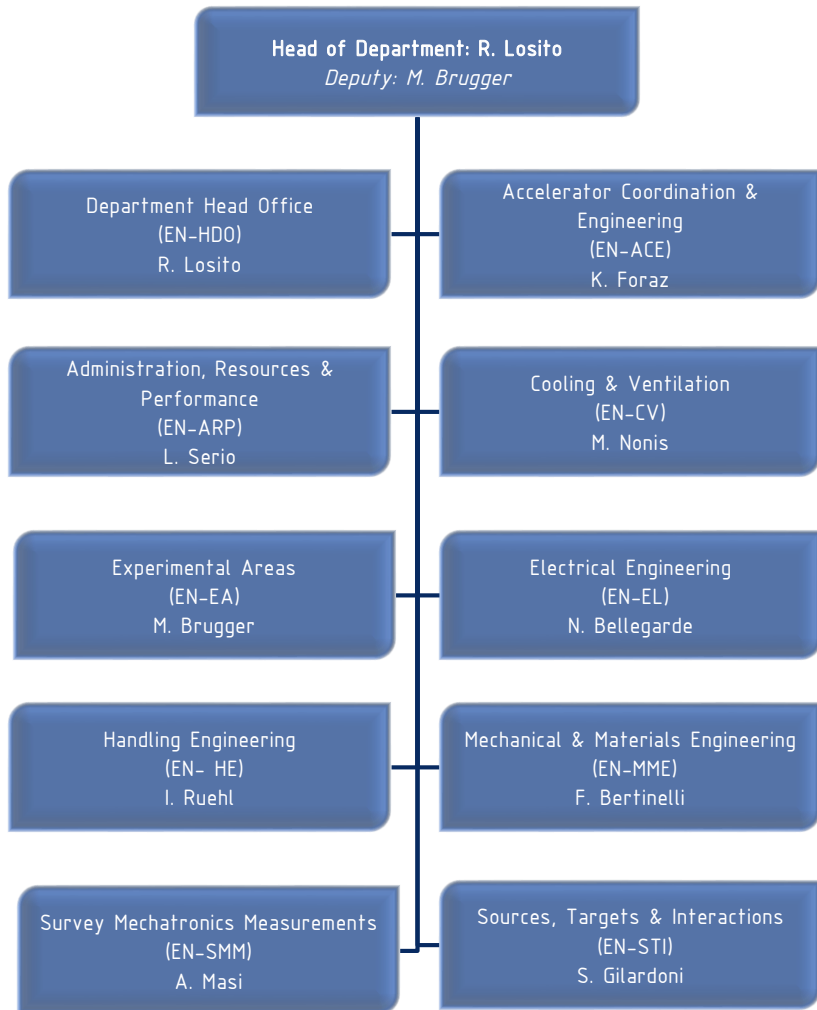 Head of Department: R. Losito
Deputy: M. Brugger
Department Head Office
(EN-HDO)
R. Losito
Accelerator Coordination &
Engineering
(EN-ACE)
K. Foraz
Administration, Resources &
Performance
(EN-ARP)
L. Serio
Cooling & Ventilation
(EN-CV)
M. Nonis
Experimental Areas
(EN-EA)
M. Brugger
Electrical Engineering
(EN-EL)
N. Bellegarde
Handling Engineering
(EN- HE)
I. Ruehl
Mechanical & Materials Engineering
(EN-MME)
F. Bertinelli
Survey Mechatronics Measurements
(EN-SMM)
A. Masi
Sources, Targets & Interactions
(EN-STI)
S. Gilardoni